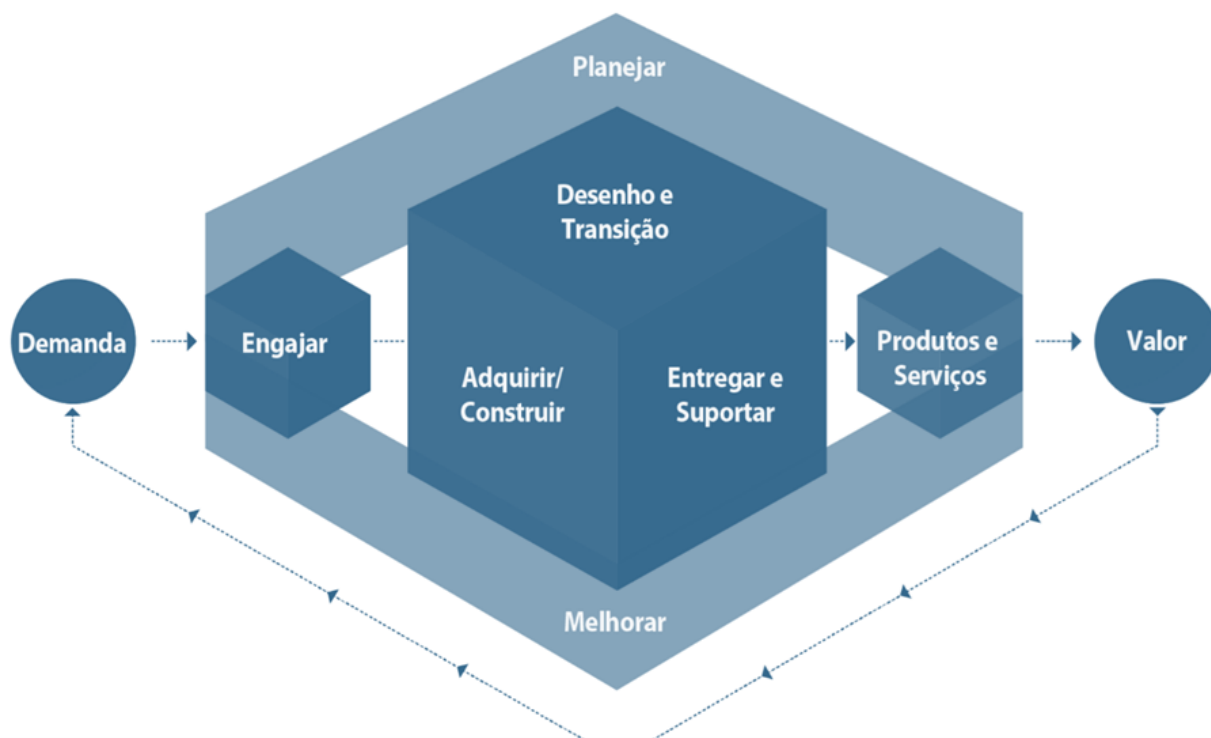 Planejar
Desenho e
Transição
Demanda
Engajar
Adquirir/
Construir
Entregar e
Suportar
Produtos e
Serviços
Valor
Melhorar